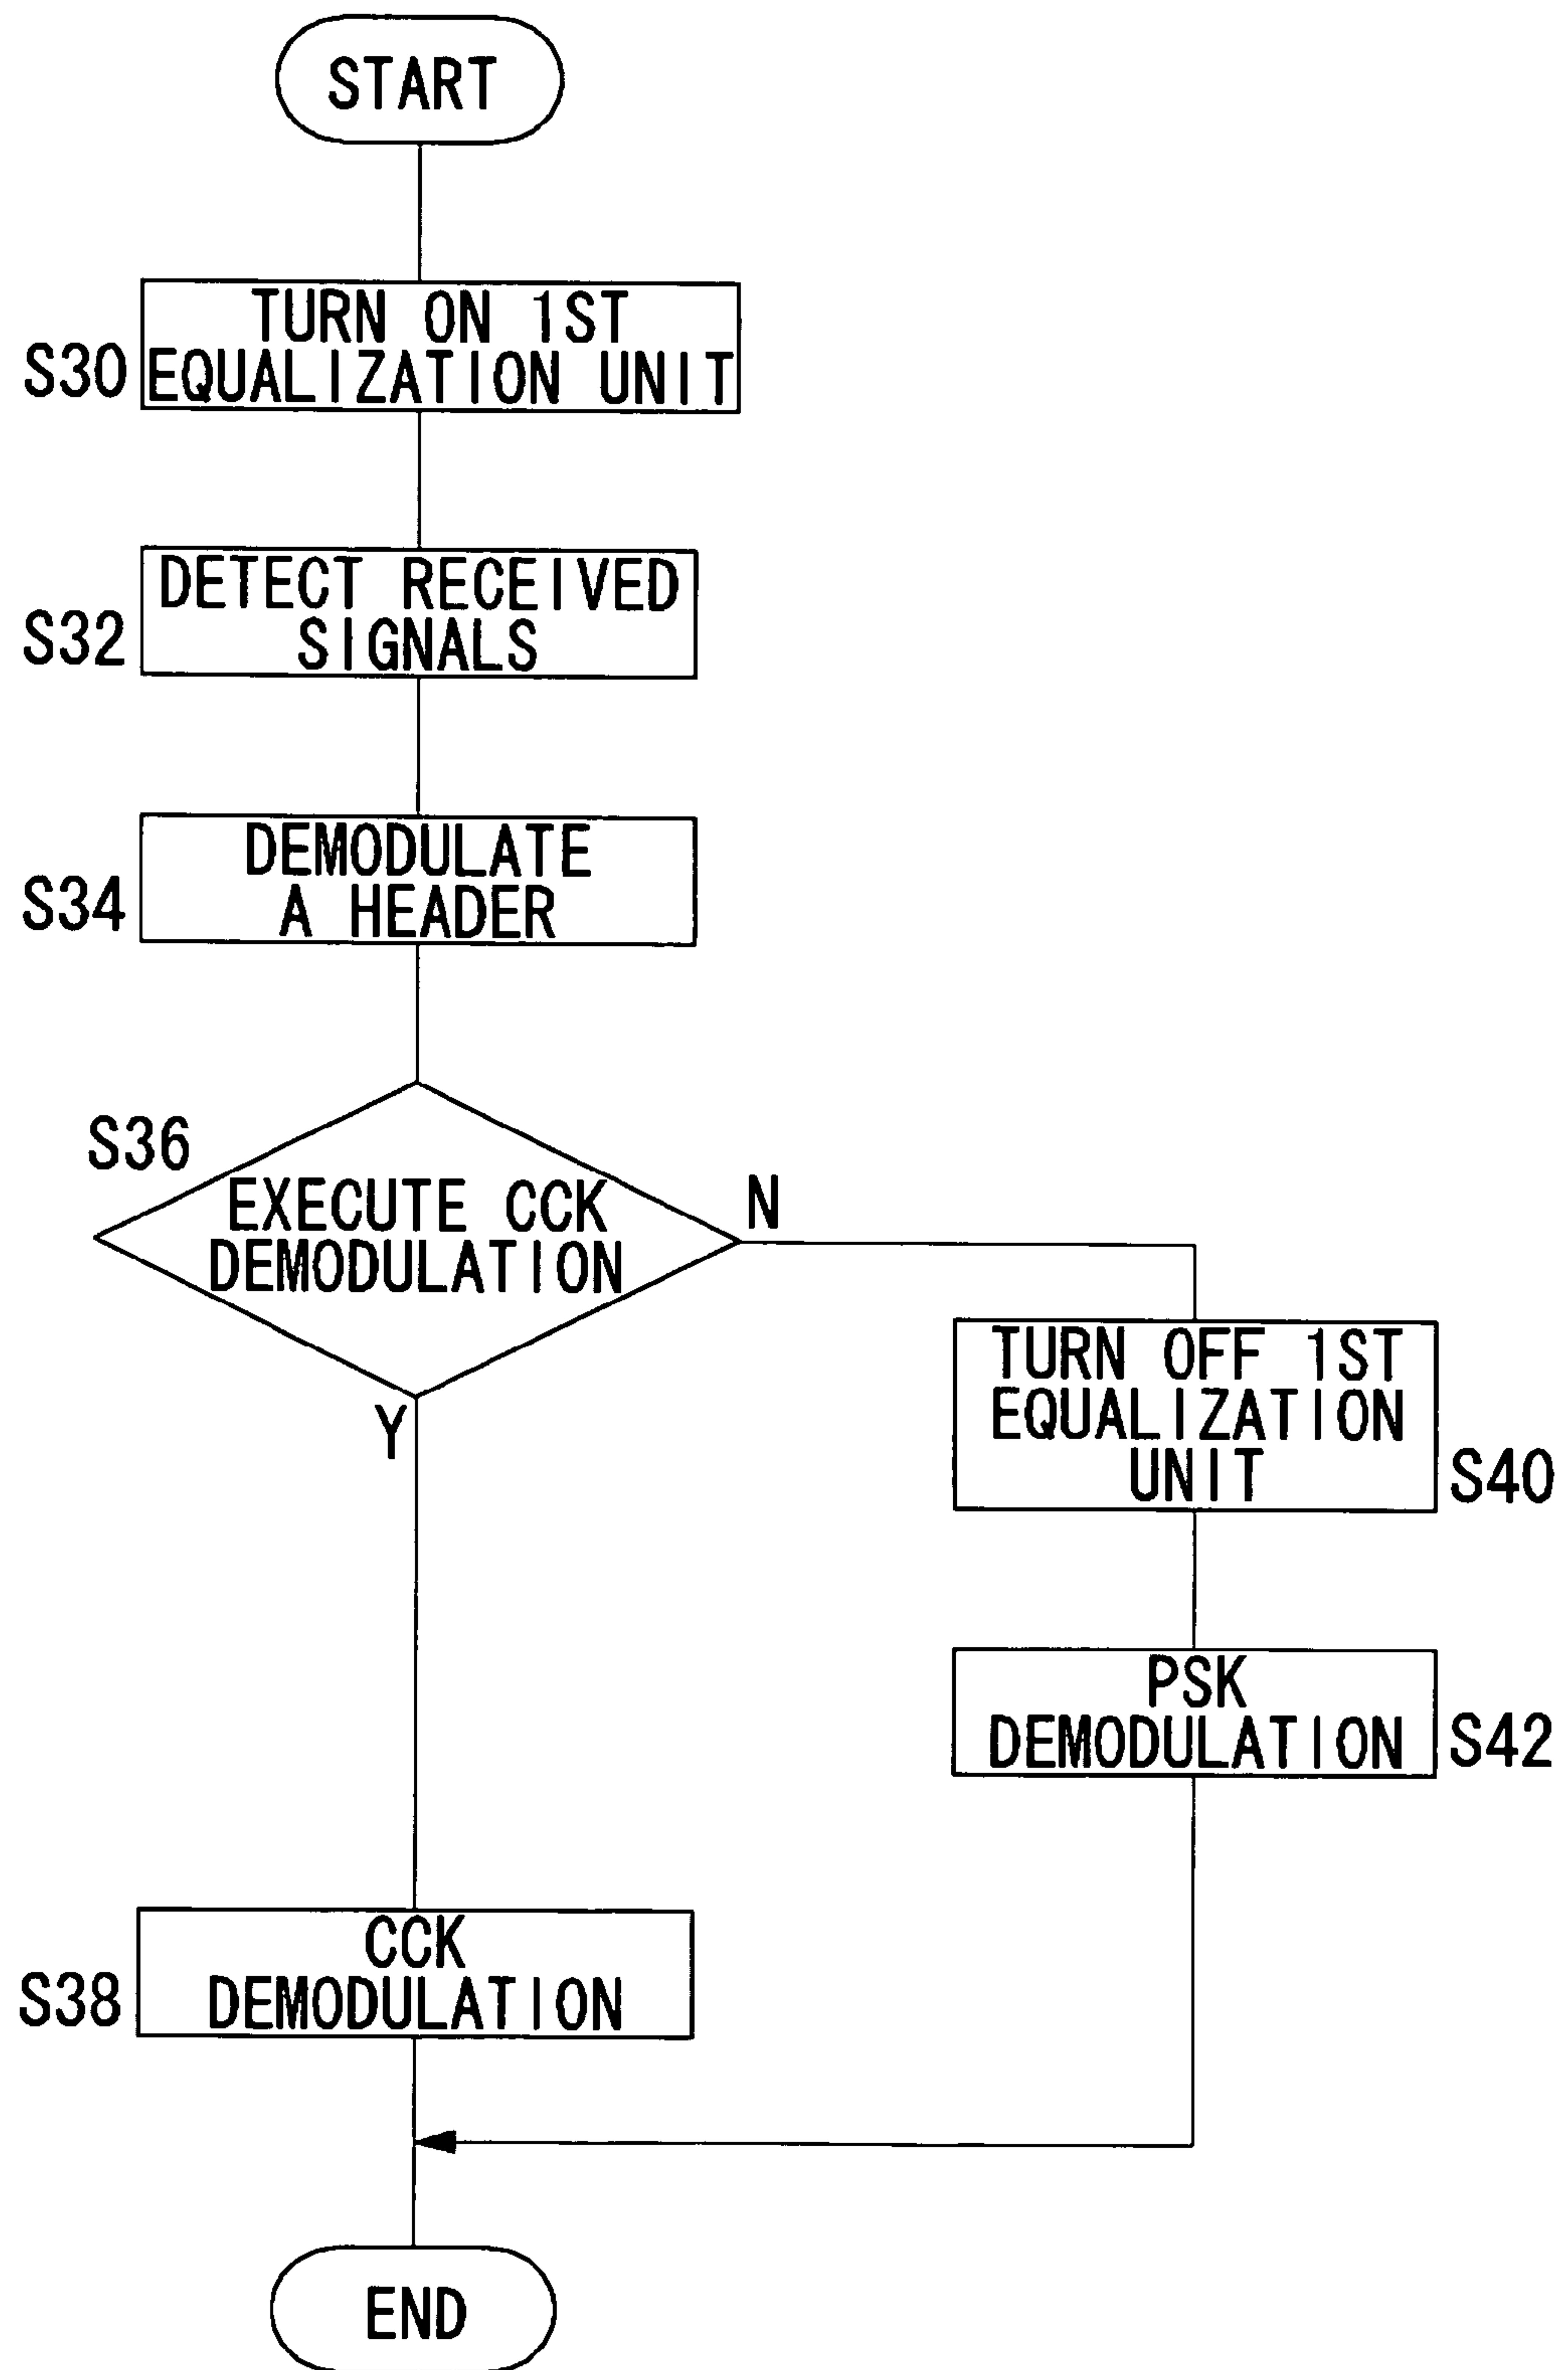 START
TURN ON 1ST
EQUALIZATION UNIT
S30
DETECT RECEIVED
SIGNALS
S32
DEMODULATE
A HEADER
S34
S36
EXECUTE CCK
DEMODULATION
N
Y
TURN OFF 1ST
EQUALIZATION
UNIT
S40
PSK
DEMODULATION
S42
CCK
DEMODULATION
S38
END